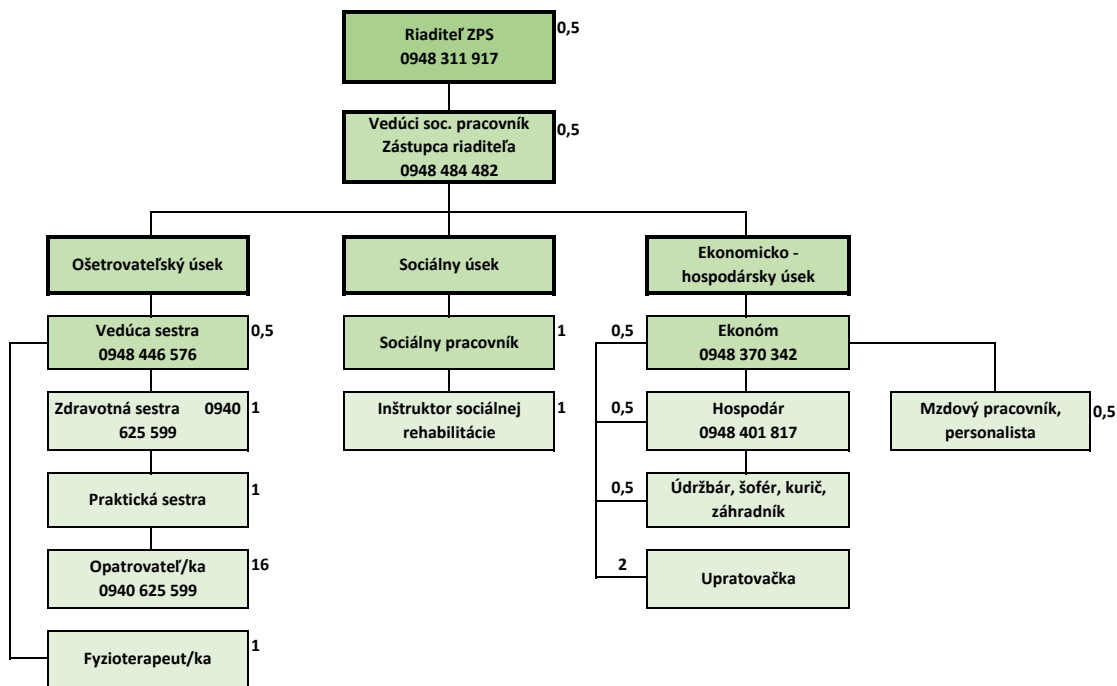 Riaditeľ ZPS
0948 311 917
0,5
Vedúci soc. pracovník
Zástupca riaditeľa
0948 484 482
0,5
Ošetrovateľský úsek
Sociálny úsek
Ekonomicko -
hospodársky úsek
Vedúca sestra
0948 446 576
0,5
Sociálny pracovník
1
0,5
Ekonóm
0948 370 342
Zdravotná sestra 0940
625 599
1
Inštruktor sociálnej
rehabilitácie
1
0,5
Hospodár
0948 401 817
Mzdový pracovník,
personalista
0,5
Praktická sestra
1
0,5
Údržbár, šofér, kurič,
záhradník
Opatrovateľ/ka
0940 625 599
16
2
Upratovačka
Fyzioterapeut/ka
1